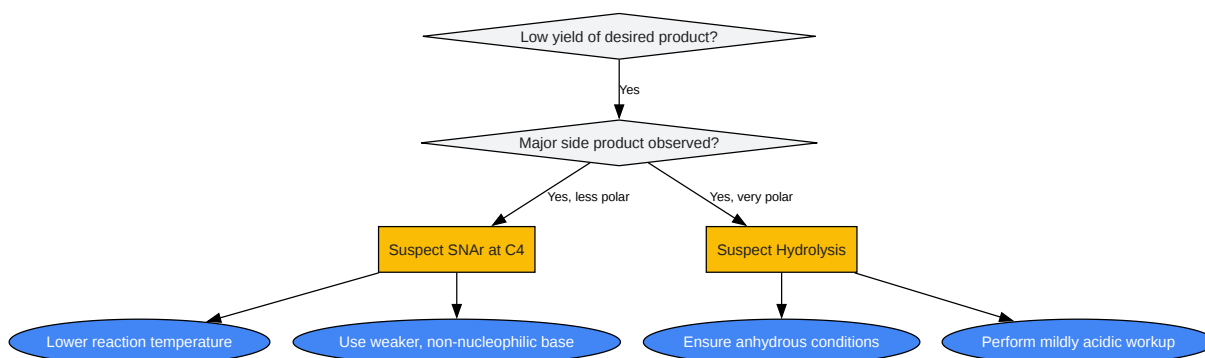 Low yield of desired product?
Yes
Major side product observed?
Yes, less polar
Yes, very polar
Suspect SNAr at C4
Suspect Hydrolysis
Lower reaction temperature
Use weaker, non-nucleophilic base
Ensure anhydrous conditions
Perform mildly acidic workup